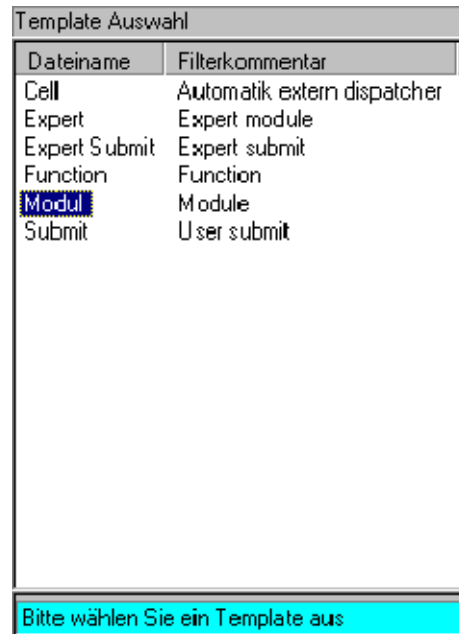 Template Auswahl
Dateiname Filterkommentar
Cell Automatik extern dispatcher
Expert Expert module
Expert Submit Expert submit
Function Function
Modul Module
Submit User submit
Bitte wählen Sie ein Template aus